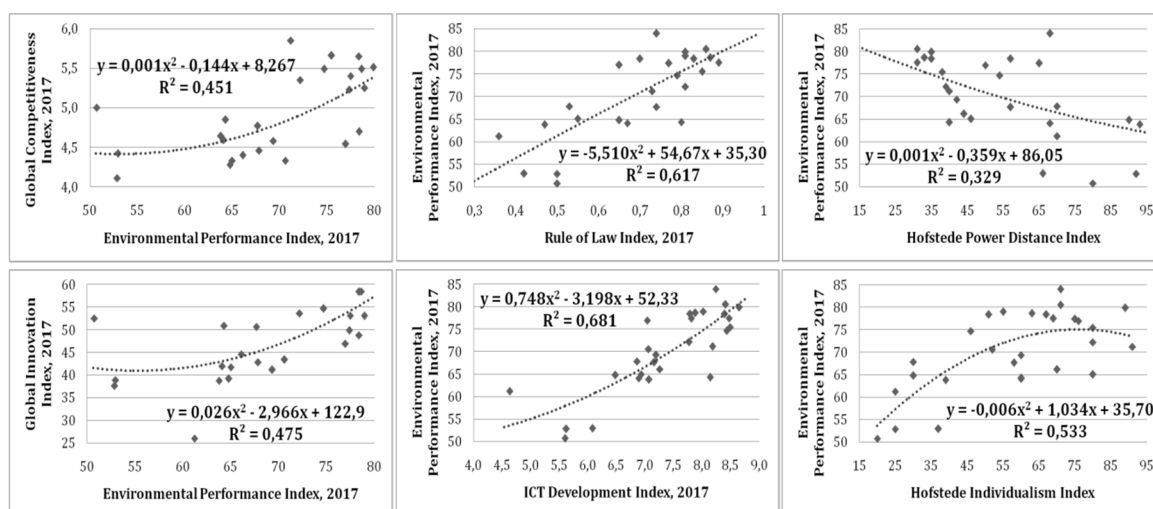 Global Competitiveness
Index, 2017
6,0
5,5
5,0
4,5
4,0
y = 0,001x² - 0,144x + 8,267
R² = 0,451
50 55 60 65 70 75 80
Environmental Performance Index, 2017
Environmental
Performance Index, 2017
85
80
75
70
65
60
55
50
y = -5,510x² + 54,67x + 35,30
R² = 0,617
0,3 0,4 0,5 0,6 0,7 0,8 0,9 1
Rule of Law Index, 2017
Environmental
Performance Index, 2017
85
80
75
70
65
60
55
50
y = 0,001x² - 0,359x + 86,05
R² = 0,329
15 25 35 45 55 65 75 85 95
Hofstede Power Distance Index
Global Innovation
Index, 2017
60
55
50
45
40
35
30
25
y = 0,026x² - 2,966x + 122,9
R² = 0,475
50 55 60 65 70 75 80
Environmental Performance Index, 2017
Environmental
Performance Index, 2017
85
80
75
70
65
60
55
50
y = 0,748x² - 3,198x + 52,33
R² = 0,681
4,0 4,5 5,0 5,5 6,0 6,5 7,0 7,5 8,0 8,5 9,0
ICT Development Index, 2017
Environmental
Performance Index, 2017
85
80
75
70
65
60
55
50
y = -0,006x² + 1,034x + 35,70
R² = 0,533
15 25 35 45 55 65 75 85 95
Hofstede Individualism Index